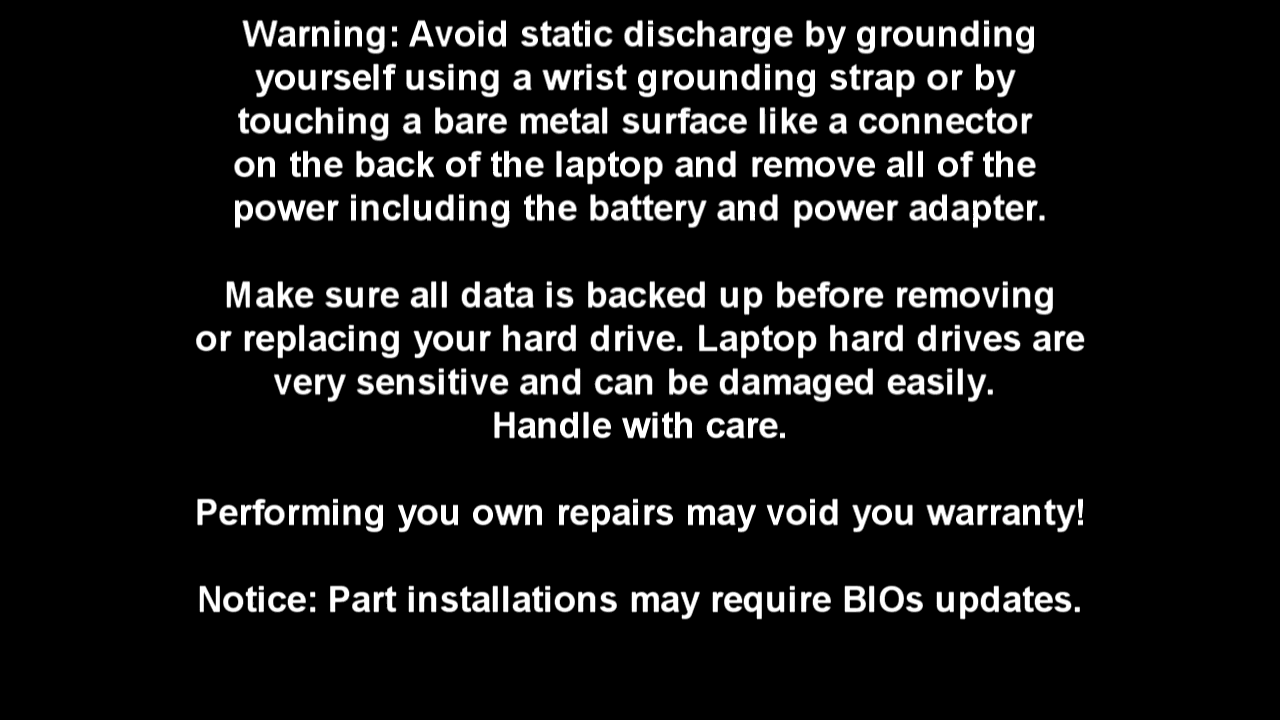 Warning: Avoid static discharge by grounding
yourself using a wrist grounding strap or by
touching a bare metal surface like a connector
on the back of the laptop and remove all of the
power including the battery and power adapter.
Make sure all data is backed up before removing
or replacing your hard drive. Laptop hard drives are
very sensitive and can be damaged easily.
Handle with care.
Performing you own repairs may void you warranty!
Notice: Part installations may require BIOs updates.